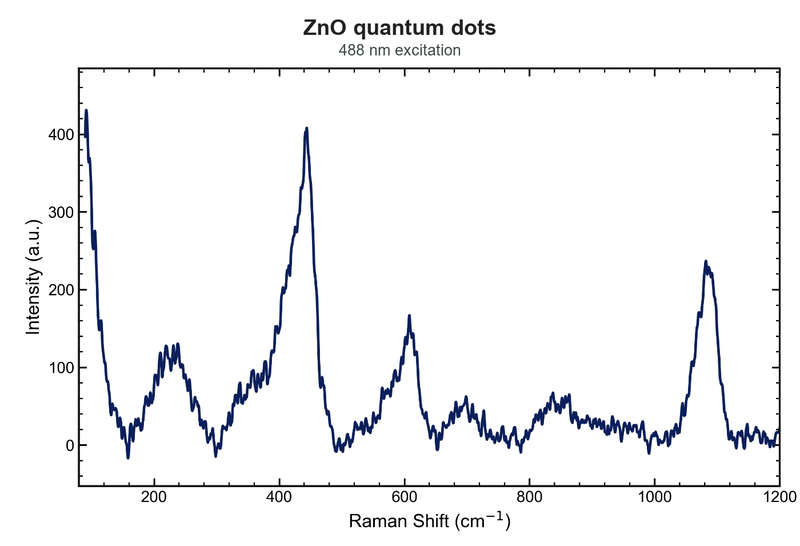 ZnO quantum dots
488 nm excitation
Intensity (a.u.)
400
300
200
100
0
200 400 600 800 1000 1200
Raman Shift (cm⁻¹)